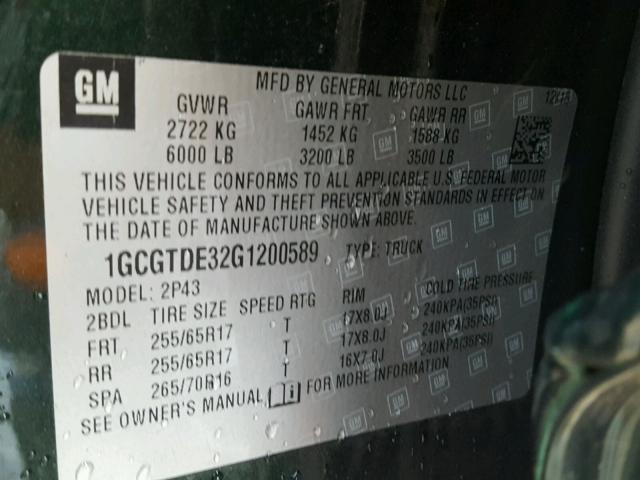 GM
MFD BY GENERAL MOTORS LLC
GVWR GAWR FRT GAWR RR
2722 KG 1452 KG 1588 KG
6000 LB 3200 LB 3500 LB
THIS VEHICLE CONFORMS TO ALL APPLICABLE U.S. FEDERAL MOTOR
VEHICLE SAFETY AND THEFT PREVENTION STANDARDS IN EFFECT ON
THE DATE OF MANUFACTURE SHOWN ABOVE.
1GCGTDE32G1200589 TYPE: TRUCK
MODEL: 2P43
2BDL TIRE SIZE SPEED RTG RIM COLD TIRE PRESSURE
FRT 255/65R17 T 17X8.0J 240KPA(35PSI)
RR 255/65R17 T 17X8.0J 240KPA(35PSI)
SPA 265/70R16 T 16X7.0J 240KPA(35PSI)
SEE OWNER'S MANUAL FOR MORE INFORMATION